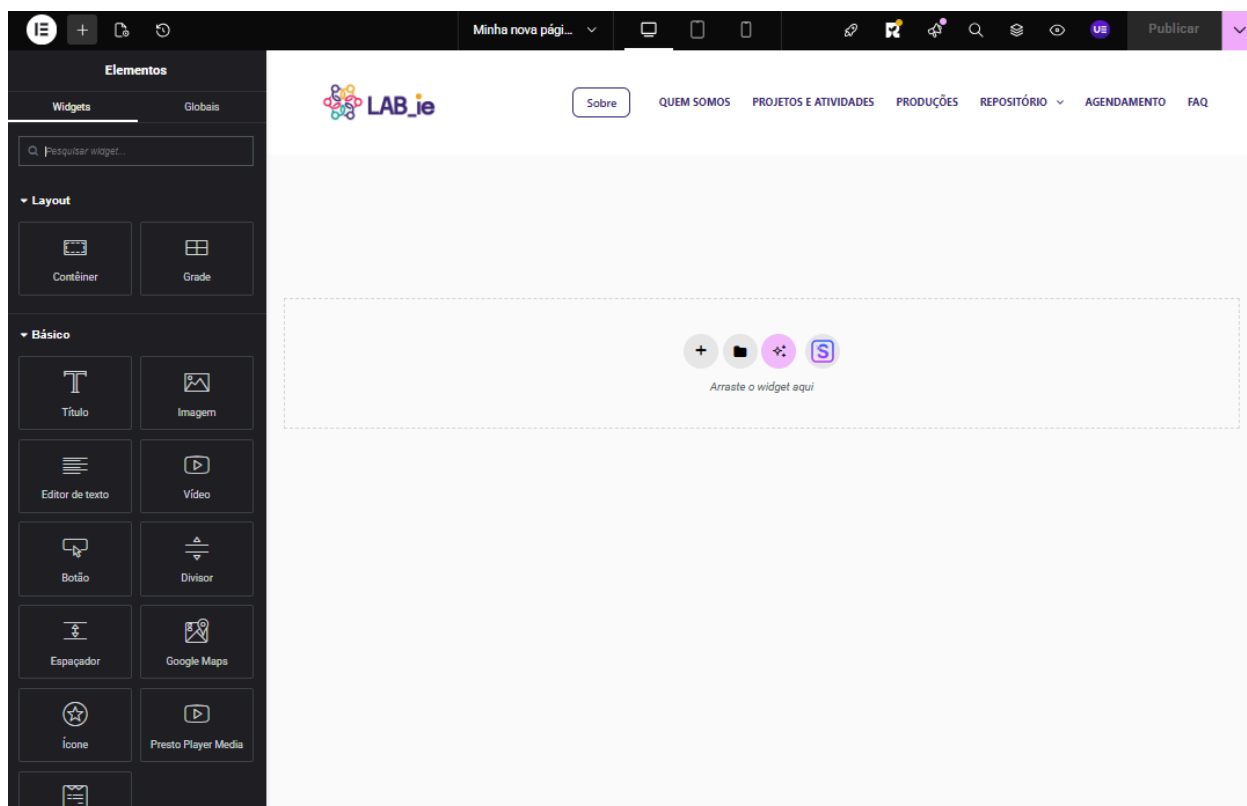 Minha nova pági...
UE
Publicar
Elementos
Widgets
Globais
Pesquisar widget...
Layout
Contêiner
Grade
Básico
Título
Imagem
Editor de texto
Vídeo
Botão
Divisor
Espaçador
Google Maps
Ícone
Presto Player Media
LAB_ie
Sobre
QUEM SOMOS
PROJETOS E ATIVIDADES
PRODUÇÕES
REPOSITÓRIO
AGENDAMENTO
FAQ
S
Arraste o widget aqui